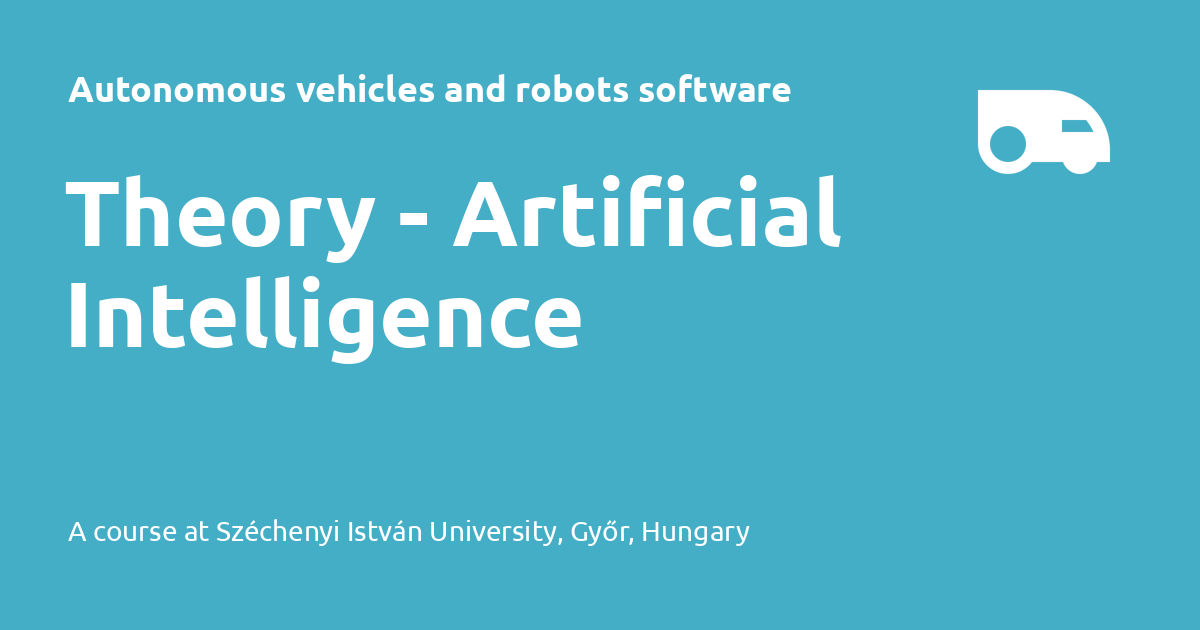 Autonomous vehicles and robots software
Theory - Artificial
Intelligence
A course at Széchenyi István University, Győr, Hungary